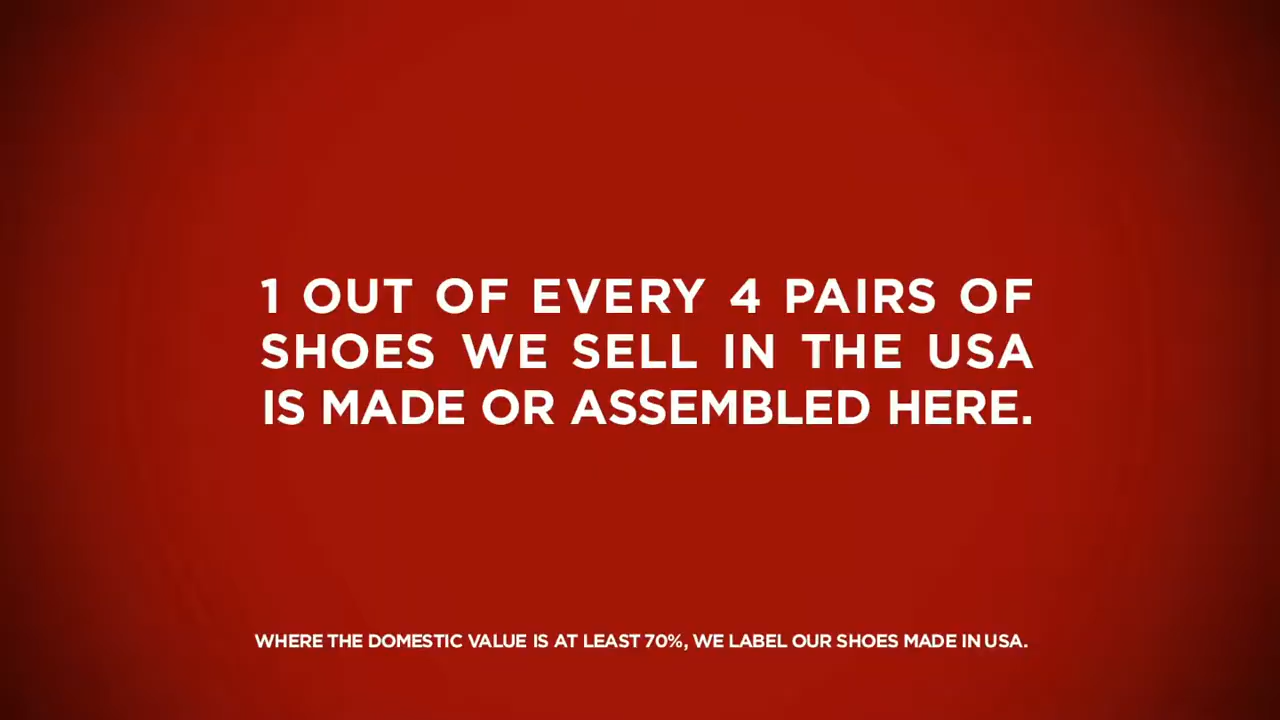 1 OUT OF EVERY 4 PAIRS OF
SHOES WE SELL IN THE USA
IS MADE OR ASSEMBLED HERE.
WHERE THE DOMESTIC VALUE IS AT LEAST 70%, WE LABEL OUR SHOES MADE IN USA.